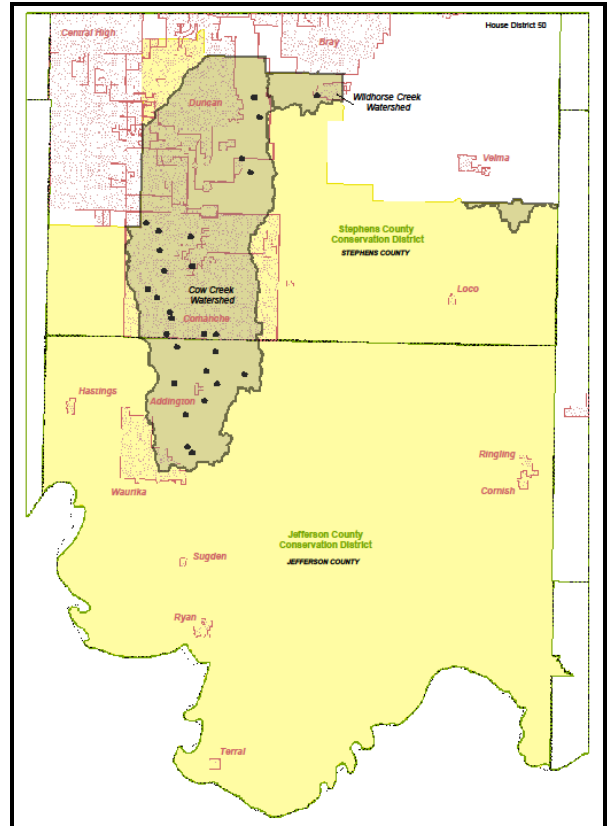 House District 50
Central High
Bray
Wildhorse Creek
Watershed
Duncan
Velma
Stephens County
Conservation District
STEPHENS COUNTY
Cow Creek
Watershed
Loco
Comanche
Hastings
Addington
Waurika
Ringling
Cornish
Jefferson County
Conservation District
JEFFERSON COUNTY
Sugden
Ryan
Terral